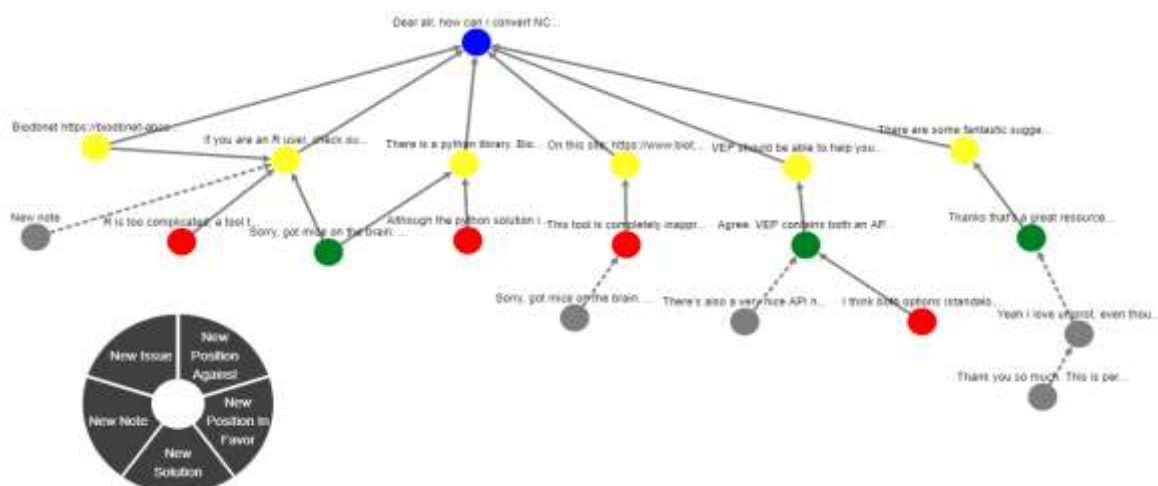 Dear all, how can I convert NC...
Biodbnet https://biodbnet-abcc...
If you are an R user, check ou...
There is a python library. Bio...
On this site: https://www.biot...
VEP should be able to help you...
There are some fantastic sugge...
New note
R is too complicated, a tool t...
Sorry, got mice on the brain: ...
Although the python solution i...
This tool is completely inappr...
Agree. VEP contains both an AP...
Thanks that's a great resource...
Sorry, got mice on the brain: ...
There's also a very nice API h...
I think both options (standalo...
Yeah I love uniprot, even thou...
Thank you so much. This is per...
New Issue
New
Position
Against
New Note
New
Position In
Favor
New
Solution